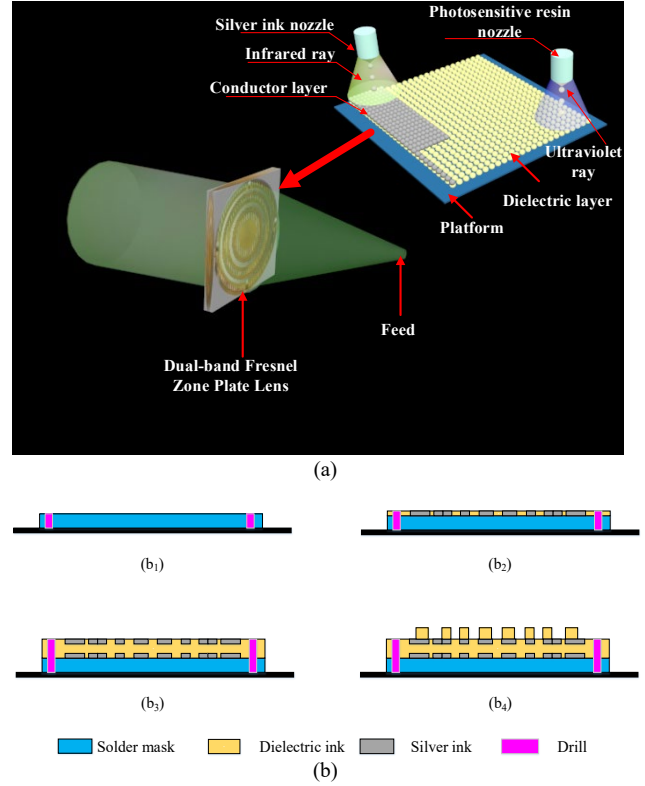 Silver ink nozzle
Infrared ray
Conductor layer
Photosensitive resin
nozzle
Ultraviolet
ray
Dielectric layer
Platform
Feed
Dual-band Fresnel
Zone Plate Lens
(a)
(b₁)
(b₂)
(b₃)
(b₄)
Solder mask
Dielectric ink
Silver ink
Drill
(b)